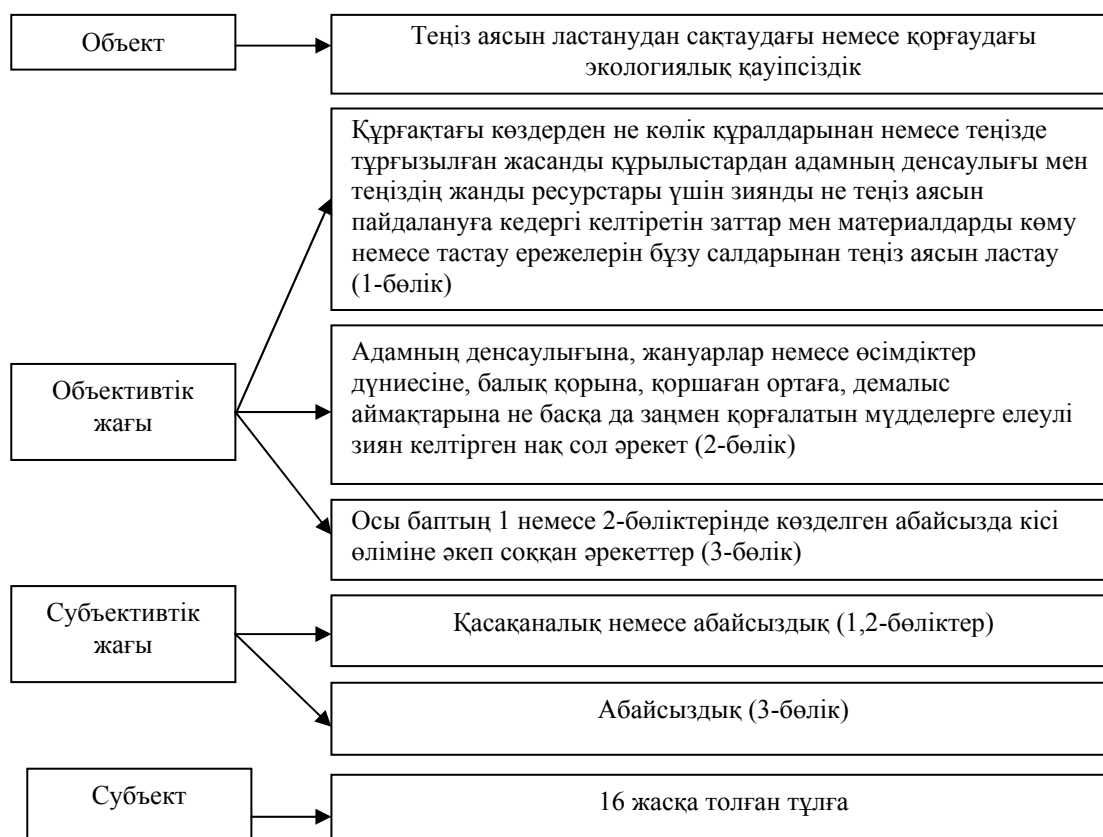 Объект
Теңіз аясын ластанудан сақтаудағы немесе қорғаудағы
экологиялық қауіпсіздік
Құрғақтағы көздерден не көлік құралдарынан немесе теңізде
тұрғызылған жасанды құрылыстардан адамның денсаулығы мен
теңіздің жанды ресурстары үшін зиянды не теңіз аясын
пайдалануға кедергі келтіретін заттар мен материалдарды көму
немесе тастау ережелерін бұзу салдарынан теңіз аясын ластау
(1-бөлік)
Объективтік
жағы
Адамның денсаулығына, жануарлар немесе өсімдіктер
дүниесіне, балық қорына, қоршаған ортаға, демалыс
аймақтарына не басқа да заңмен қорғалатын мүдделерге елеулі
зиян келтірген нақ сол әрекет (2-бөлік)
Осы баптың 1 немесе 2-бөліктерінде көзделген абайсызда кісі
өліміне әкеп соққан әрекеттер (3-бөлік)
Субъективтік
жағы
Қасақаналық немесе абайсыздық (1,2-бөліктер)
Абайсыздық (3-бөлік)
Субъект
16 жасқа толған тұлға